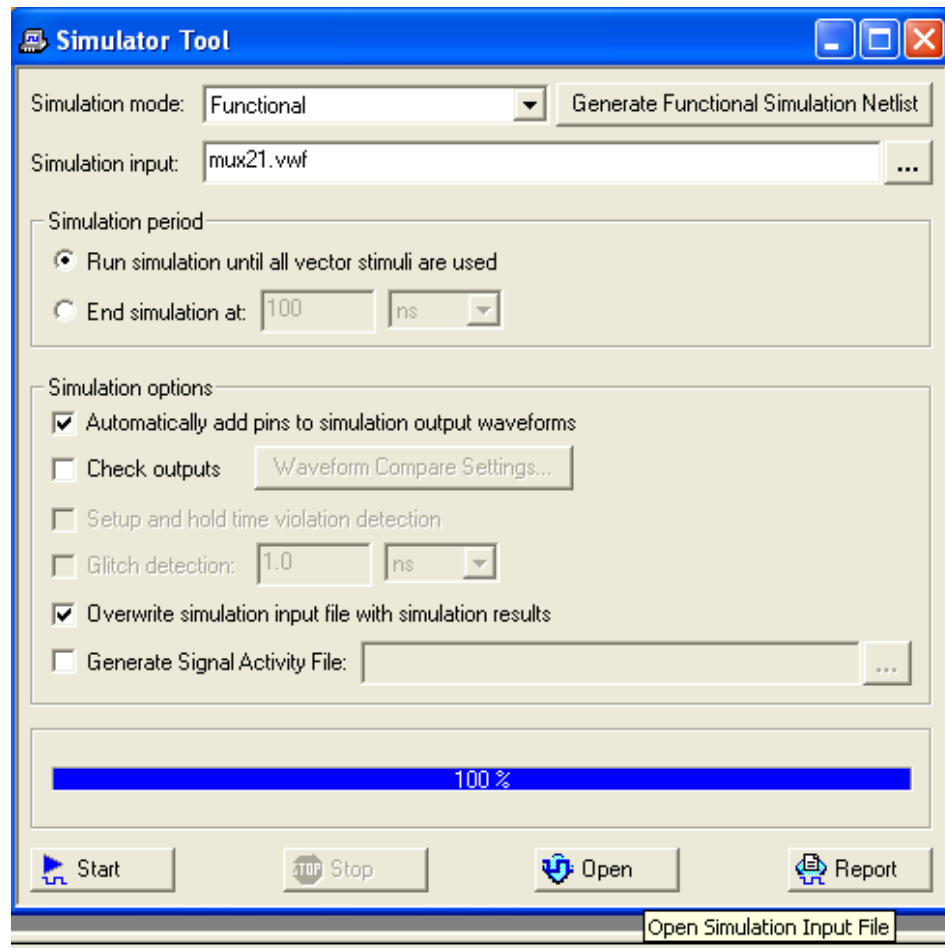 Simulator Tool
Simulation mode: Functional Generate Functional Simulation Netlist
Simulation input: mux21.vwf ...
Simulation period
Run simulation until all vector stimuli are used
End simulation at: 100 ns
Simulation options
Automatically add pins to simulation output waveforms
Check outputs Waveform Compare Settings...
Setup and hold time violation detection
Glitch detection: 1.0 ns
Overwrite simulation input file with simulation results
Generate Signal Activity File: ...
100 %
Start STOP Stop Open Report
Open Simulation Input File